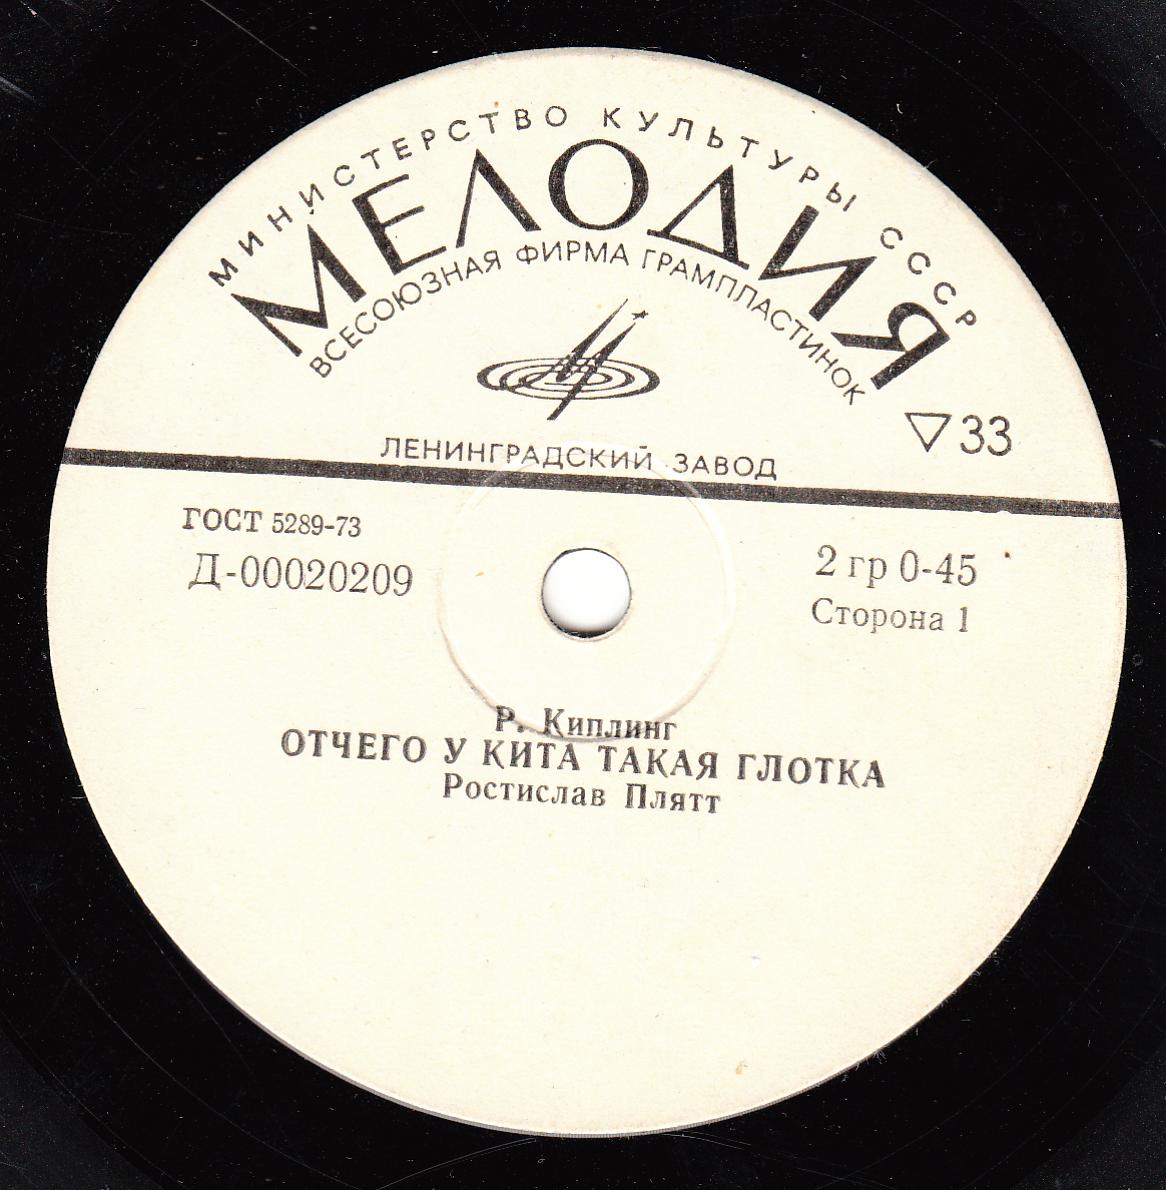 МИНИСТЕРСТВО КУЛЬТУРЫ СССР
МЕЛОДИЯ
ВСЕСОЮЗНАЯ ФИРМА ГРАМПЛАСТИНОК
▽33
ЛЕНИНГРАДСКИЙ ЗАВОД
ГОСТ 5289-73
Д-00020209
2 гр 0-45
Сторона 1
Р. Киплинг
ОТЧЕГО У КИТА ТАКАЯ ГЛОТКА
Ростислав Плятт